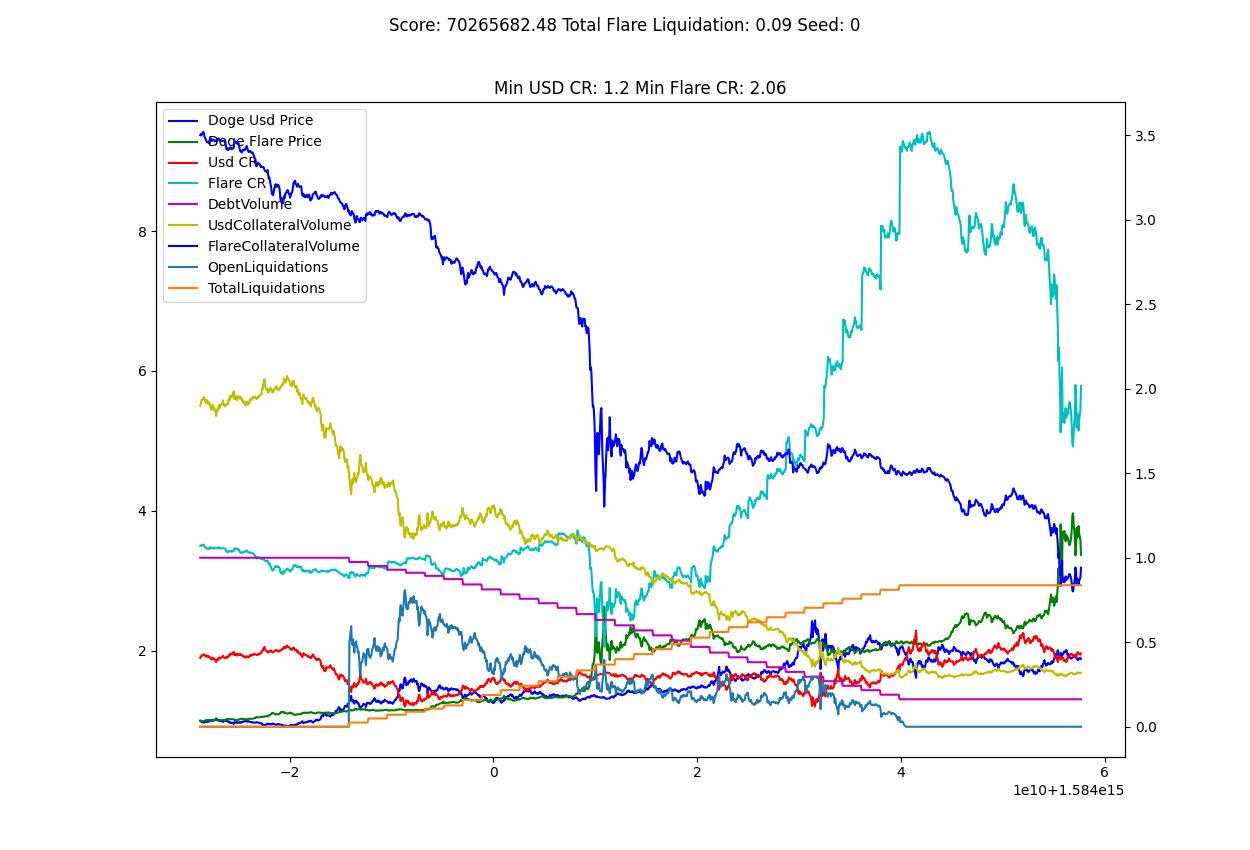 Score: 70265682.48 Total Flare Liquidation: 0.09 Seed: 0
Min USD CR: 1.2 Min Flare CR: 2.06
Doge Usd Price
Doge Flare Price
Usd CR
Flare CR
DebtVolume
UsdCollateralVolume
FlareCollateralVolume
OpenLiquidations
TotalLiquidations
8
6
4
2
3.5
3.0
2.5
2.0
1.5
1.0
0.5
0.0
−2 0 2 4 6
1e10+1.584e15